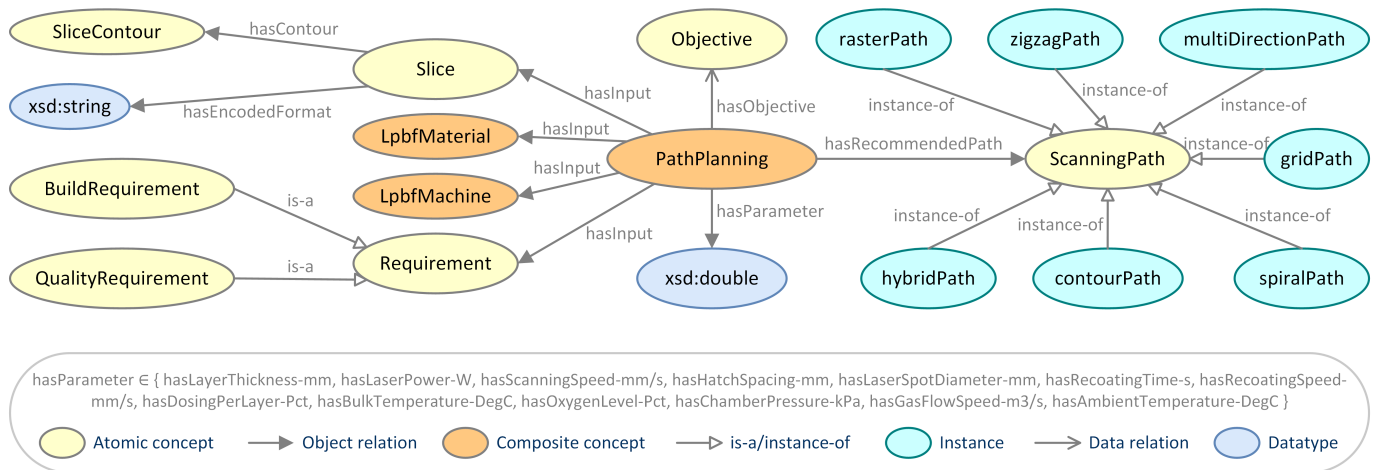 SliceContour
hasContour
Slice
Objective
rasterPath
zigzagPath
multiDirectionPath
xsd:string
hasEncodedFormat
hasInput
hasObjective
instance-of
instance-of
instance-of
LpbfMaterial
hasInput
PathPlanning
hasRecommendedPath
ScanningPath
instance-of
gridPath
BuildRequirement
is-a
LpbfMachine
hasInput
hasParameter
instance-of
instance-of
instance-of
QualityRequirement
is-a
Requirement
hasInput
xsd:double
hybridPath
contourPath
spiralPath
hasParameter ∈ { hasLayerThickness-mm, hasLaserPower-W, hasScanningSpeed-mm/s, hasHatchSpacing-mm, hasLaserSpotDiameter-mm, hasRecoatingTime-s, hasRecoatingSpeed-
mm/s, hasDosingPerLayer-Pct, hasBulkTemperature-DegC, hasOxygenLevel-Pct, hasChamberPressure-kPa, hasGasFlowSpeed-m3/s, hasAmbientTemperature-DegC }
Atomic concept
Object relation
Composite concept
is-a/instance-of
Instance
Data relation
Datatype